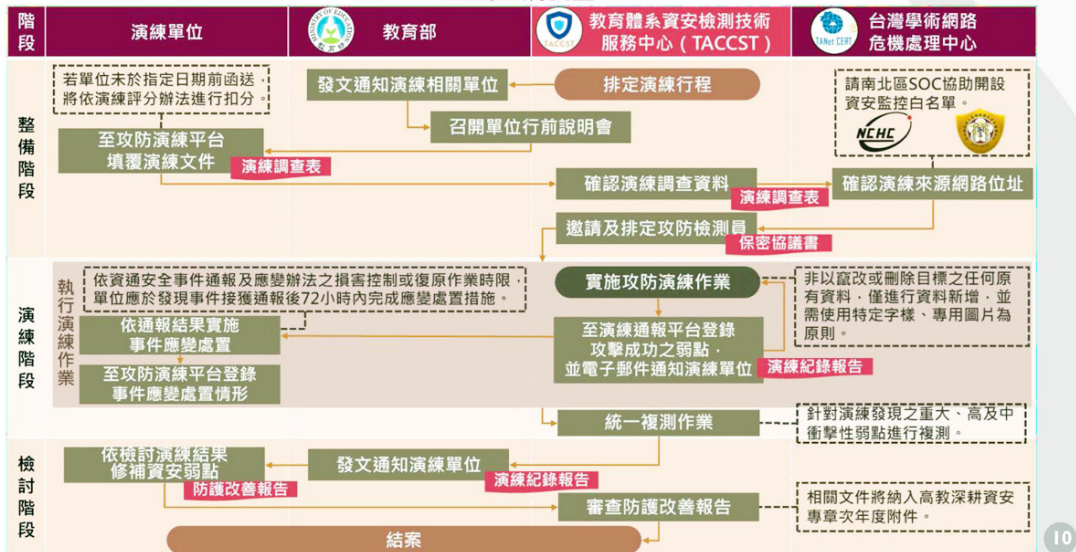 階段
演練單位
MINISTRY OF EDUCATION
教育部
TACCST
教育體系資安檢測技術
服務中心（TACCST）
TANet CERT
台灣學術網路
危機處理中心
整備階段
若單位未於指定日期前函送，
將依演練評分辦法進行扣分。
發文通知演練相關單位
排定演練行程
請南北區SOC協助開設
資安監控白名單。
NCHC
召開單位行前說明會
至攻防演練平台
填覆演練文件
演練調查表
確認演練調查資料
演練調查表
確認演練來源網路位址
邀請及排定攻防檢測員
保密協議書
演練階段
執行演練作業
依資通安全事件通報及應變辦法之損害控制或復原作業時限，
單位應於發現事件接獲通報後72小時內完成應變處置措施。
實施攻防演練作業
非以竄改或刪除目標之任何原
有資料，僅進行資料新增，並
需使用特定字樣、專用圖片為
原則。
依通報結果實施
事件應變處置
至演練通報平台登錄
攻擊成功之弱點，
並電子郵件通知演練單位
演練紀錄報告
至攻防演練平台登錄
事件應變處置情形
統一複測作業
針對演練發現之重大、高及中
衝擊性弱點進行複測。
檢討階段
依檢討演練結果
修補資安弱點
防護改善報告
發文通知演練單位
演練紀錄報告
審查防護改善報告
相關文件將納入高教深耕資安
專章次年度附件。
結案
10